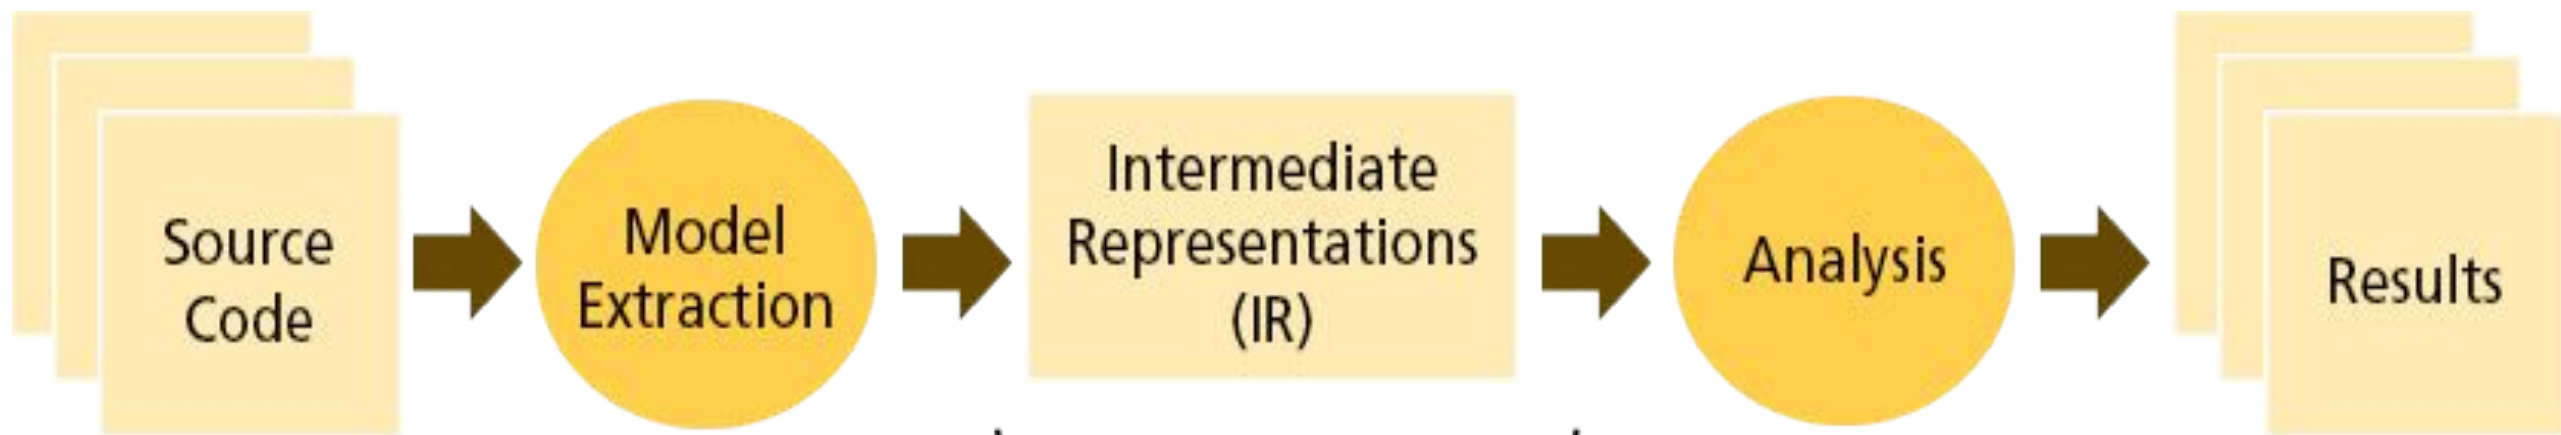 Source
Code
Model
Extraction
Intermediate
Representations
(IR)
Analysis
Results